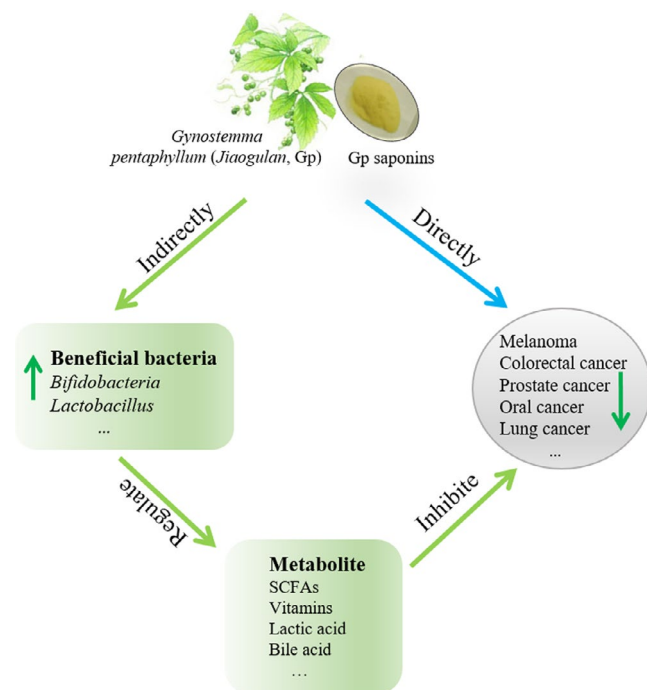 Gynostemma
pentaphyllum (Jiaogulan, Gp)
Gp saponins
Indirectly
Directly
Beneficial bacteria
Bifidobacteria
Lactobacillus
...
Melanoma
Colorectal cancer
Prostate cancer
Oral cancer
Lung cancer
...
Regulate
Inhibite
Metabolite
SCFAs
Vitamins
Lactic acid
Bile acid
...